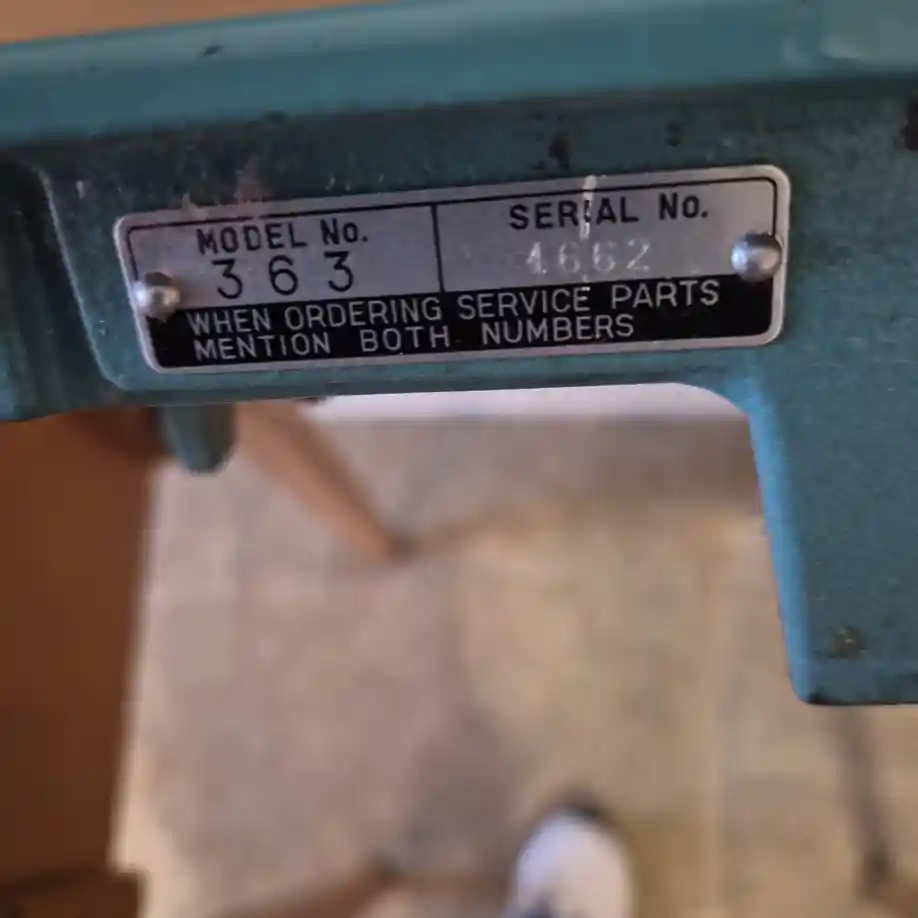 MODEL No.
363
SERIAL No.
4662
WHEN ORDERING SERVICE PARTS
MENTION BOTH NUMBERS